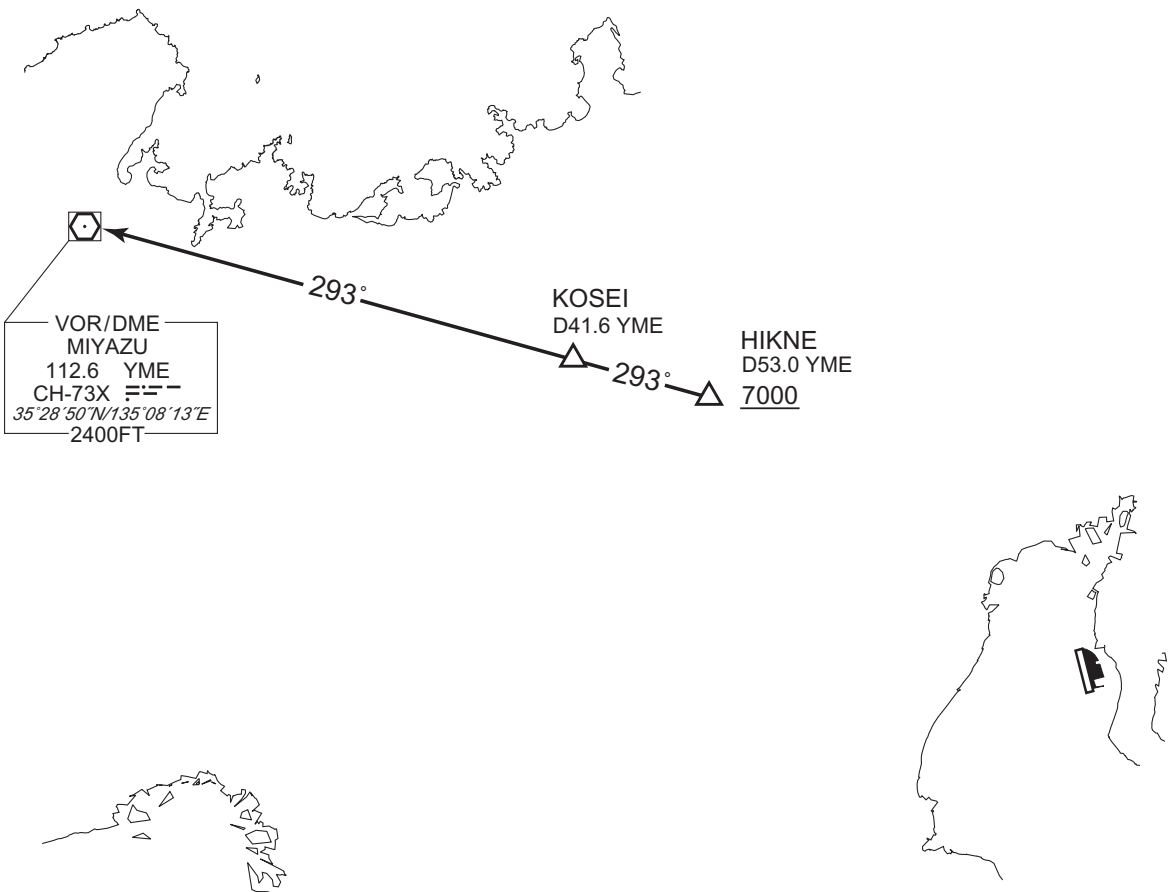 293°
KOSEI
D41.6 YME
HIKNE
D53.0 YME
7000
293°
VOR/DME
MIYAZU
112.6 YME
CH-73X
35°28´50˝N/135°08´13˝E
2400FT